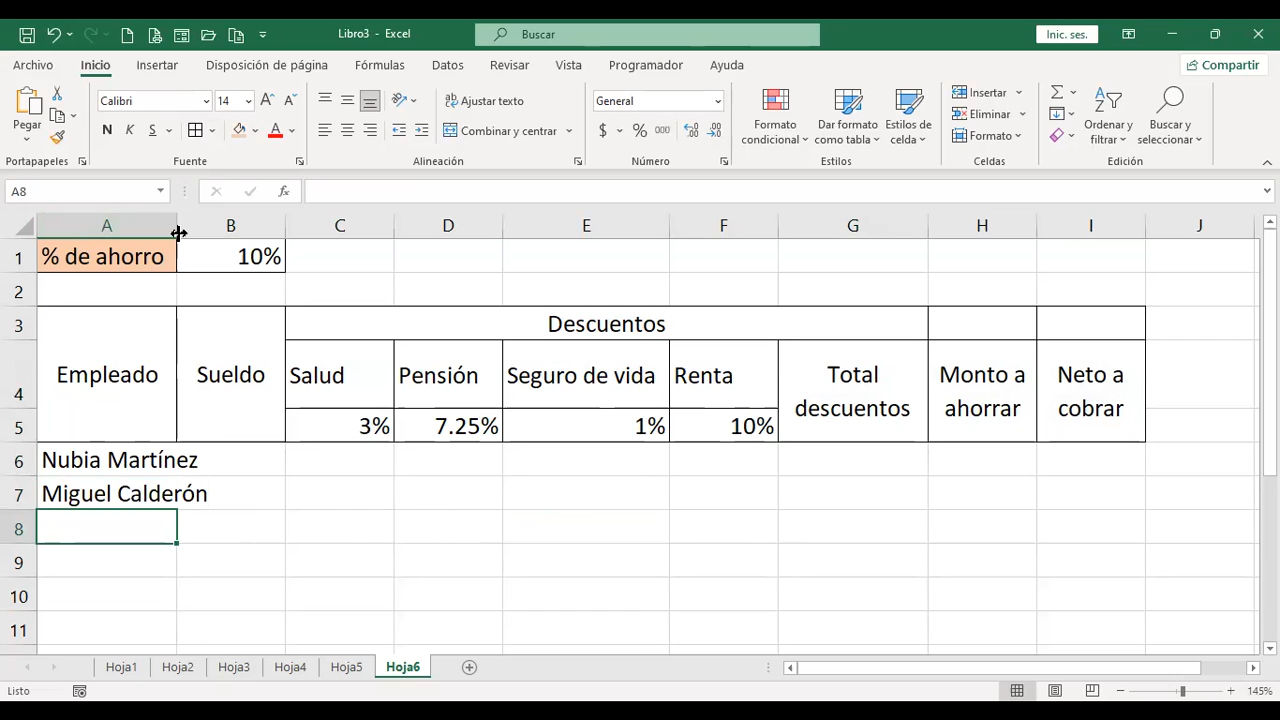 Libro3 - Excel
Buscar
Inic. ses.
Archivo
Inicio
Insertar
Disposición de página
Fórmulas
Datos
Revisar
Vista
Programador
Ayuda
Compartir
Pegar
Calibri
14
N K S
Ajustar texto
Combinar y centrar
General
$ % 000
Formato condicional
Dar formato como tabla
Estilos de celda
Insertar
Eliminar
Formato
Ordenar y filtrar
Buscar y seleccionar
Portapapeles
Fuente
Alineación
Número
Estilos
Celdas
Edición
A8
fx
A B C D E F G H I J
1 % de ahorro 10%
2
3 Descuentos
4 Empleado Sueldo Salud Pensión Seguro de vida Renta Total descuentos Monto a ahorrar Neto a cobrar
5 3% 7.25% 1% 10%
6 Nubia Martínez
7 Miguel Calderón
8
9
10
11
Hoja1 Hoja2 Hoja3 Hoja4 Hoja5 Hoja6
Listo
145%